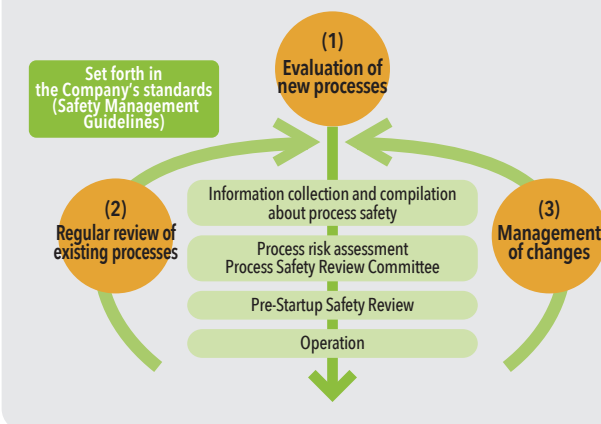 (1)
Evaluation of
new processes
Set forth in
the Company's standards
(Safety Management
Guidelines)
(2)
Regular review of
existing processes
Information collection and compilation
about process safety
Process risk assessment
Process Safety Review Committee
Pre-Startup Safety Review
Operation
(3)
Management
of changes